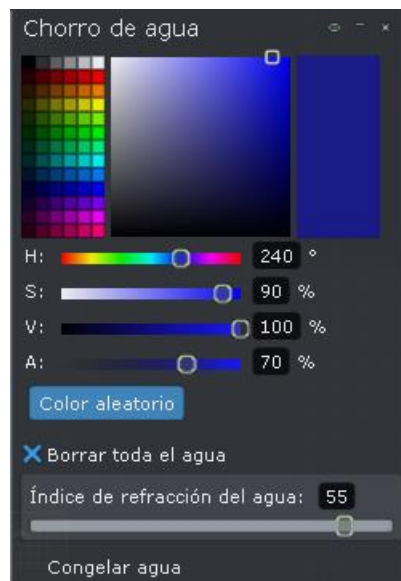 Chorro de agua
H: 240 °
S: 90 %
V: 100 %
A: 70 %
Color aleatorio
Borrar toda el agua
Índice de refracción del agua: 55
Congelar agua